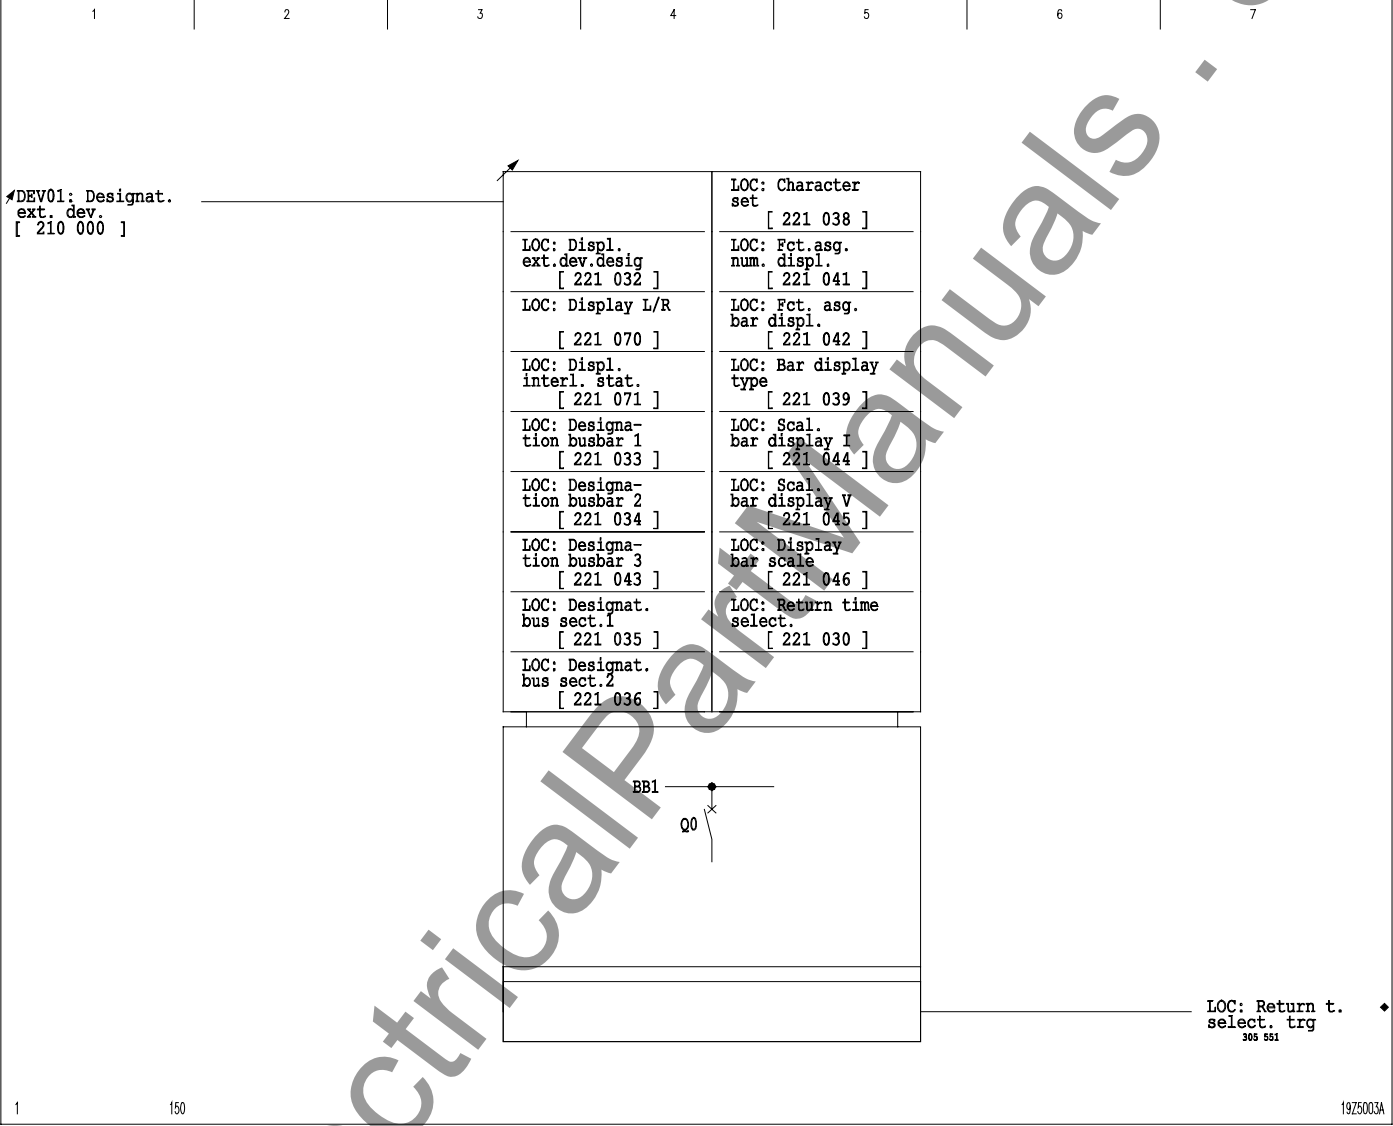 1 2 3 4 5 6 7
DEV01: Designat.
ext. dev.
[ 210 000 ]
LOC: Displ.
ext.dev.desig
[ 221 032 ]
LOC: Display L/R
[ 221 070 ]
LOC: Displ.
interl. stat.
[ 221 071 ]
LOC: Designa-
tion busbar 1
[ 221 033 ]
LOC: Designa-
tion busbar 2
[ 221 034 ]
LOC: Designa-
tion busbar 3
[ 221 043 ]
LOC: Designat.
bus sect.1
[ 221 035 ]
LOC: Designat.
bus sect.2
[ 221 036 ]
LOC: Character
set
[ 221 038 ]
LOC: Fct.asg.
num. displ.
[ 221 041 ]
LOC: Fct. asg.
bar displ.
[ 221 042 ]
LOC: Bar display
type
[ 221 039 ]
LOC: Scal.
bar display I
[ 221 044 ]
LOC: Scal.
bar display V
[ 221 045 ]
LOC: Display
bar scale
[ 221 046 ]
LOC: Return time
select.
[ 221 030 ]
BB1
Q0
LOC: Return t.
select. trg
305 551
1 150 19Z5003A
ctricalPartManuals .